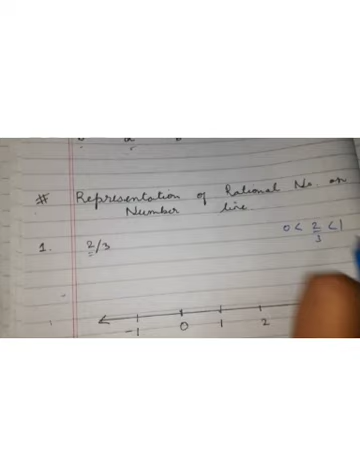 # Representation of Rational No. on
Number line
1. 2/3
0 < 2/3 < 1
-1 0 1 2